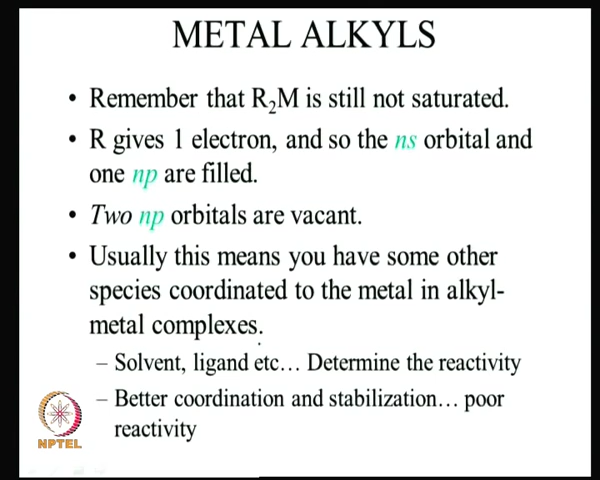 METAL ALKYLS
• Remember that R₂M is still not saturated.
• R gives 1 electron, and so the ns orbital and
one np are filled.
• Two np orbitals are vacant.
• Usually this means you have some other
species coordinated to the metal in alkyl-
metal complexes.
– Solvent, ligand etc… Determine the reactivity
– Better coordination and stabilization… poor
reactivity
NPTEL